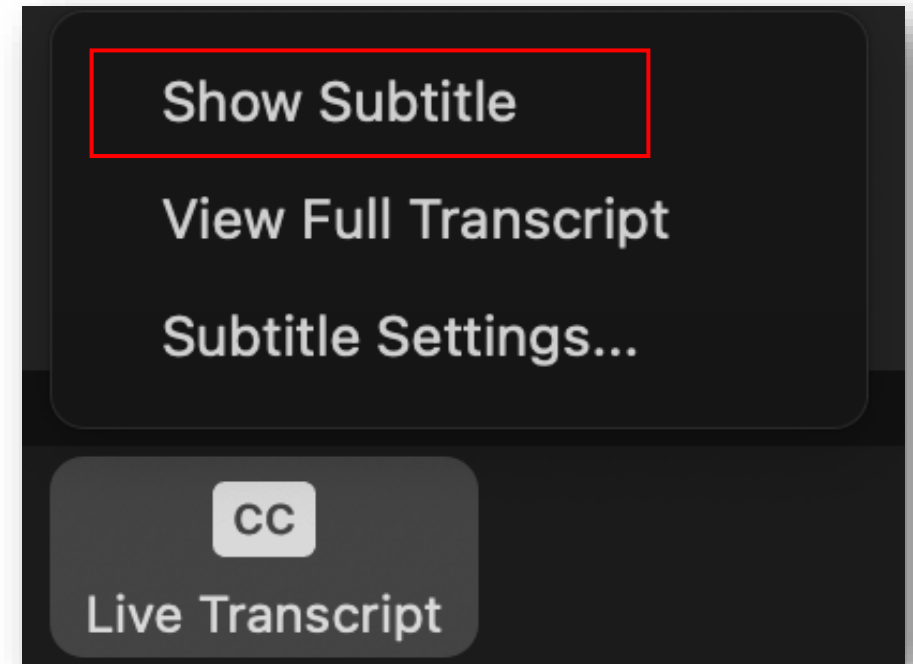 Show Subtitle
View Full Transcript
Subtitle Settings...
CC
Live Transcript